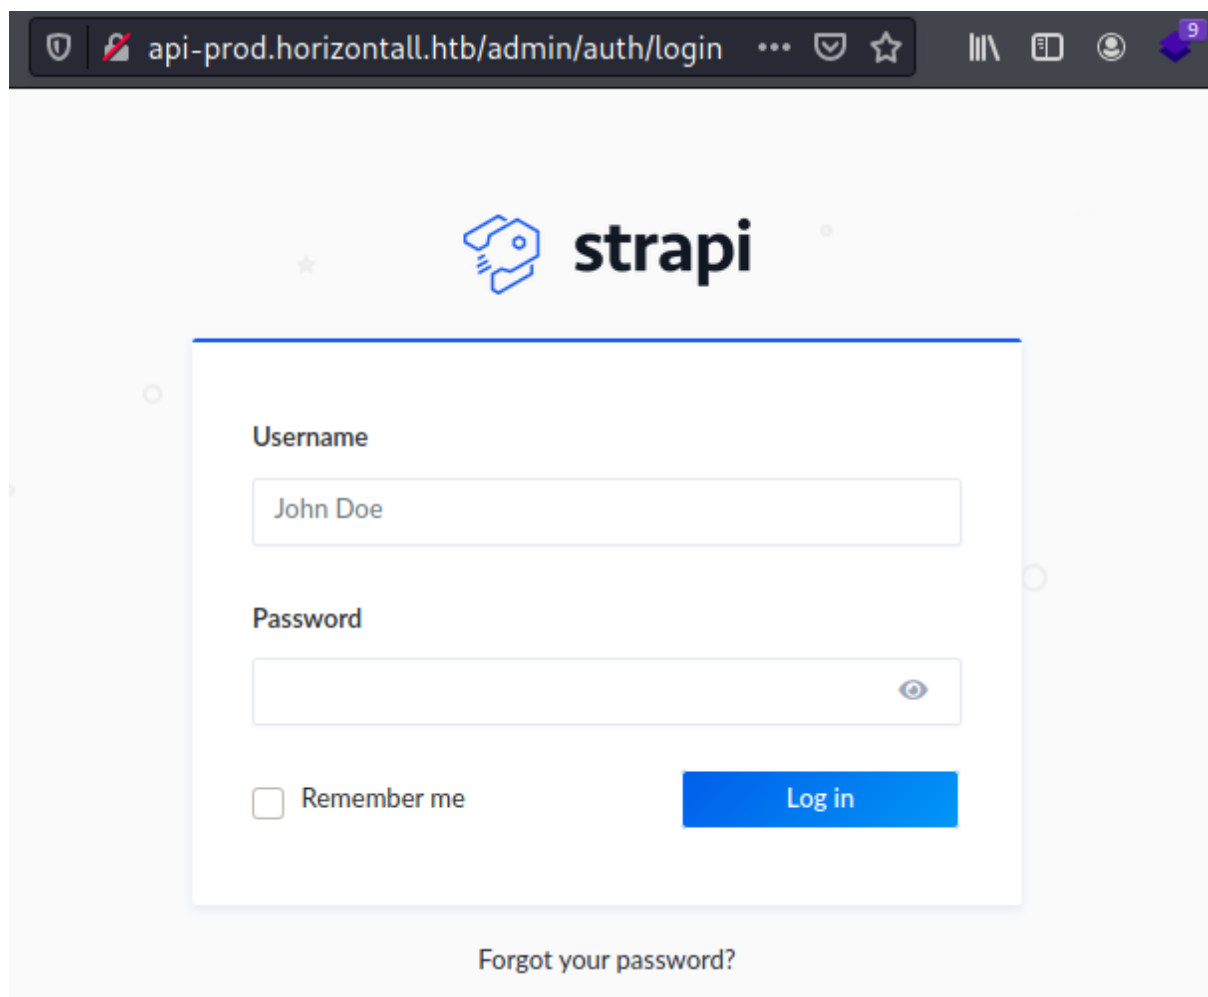 api-prod.horizontall.htb/admin/auth/login
9
strapi
Username
John Doe
Password
Remember me
Log in
Forgot your password?